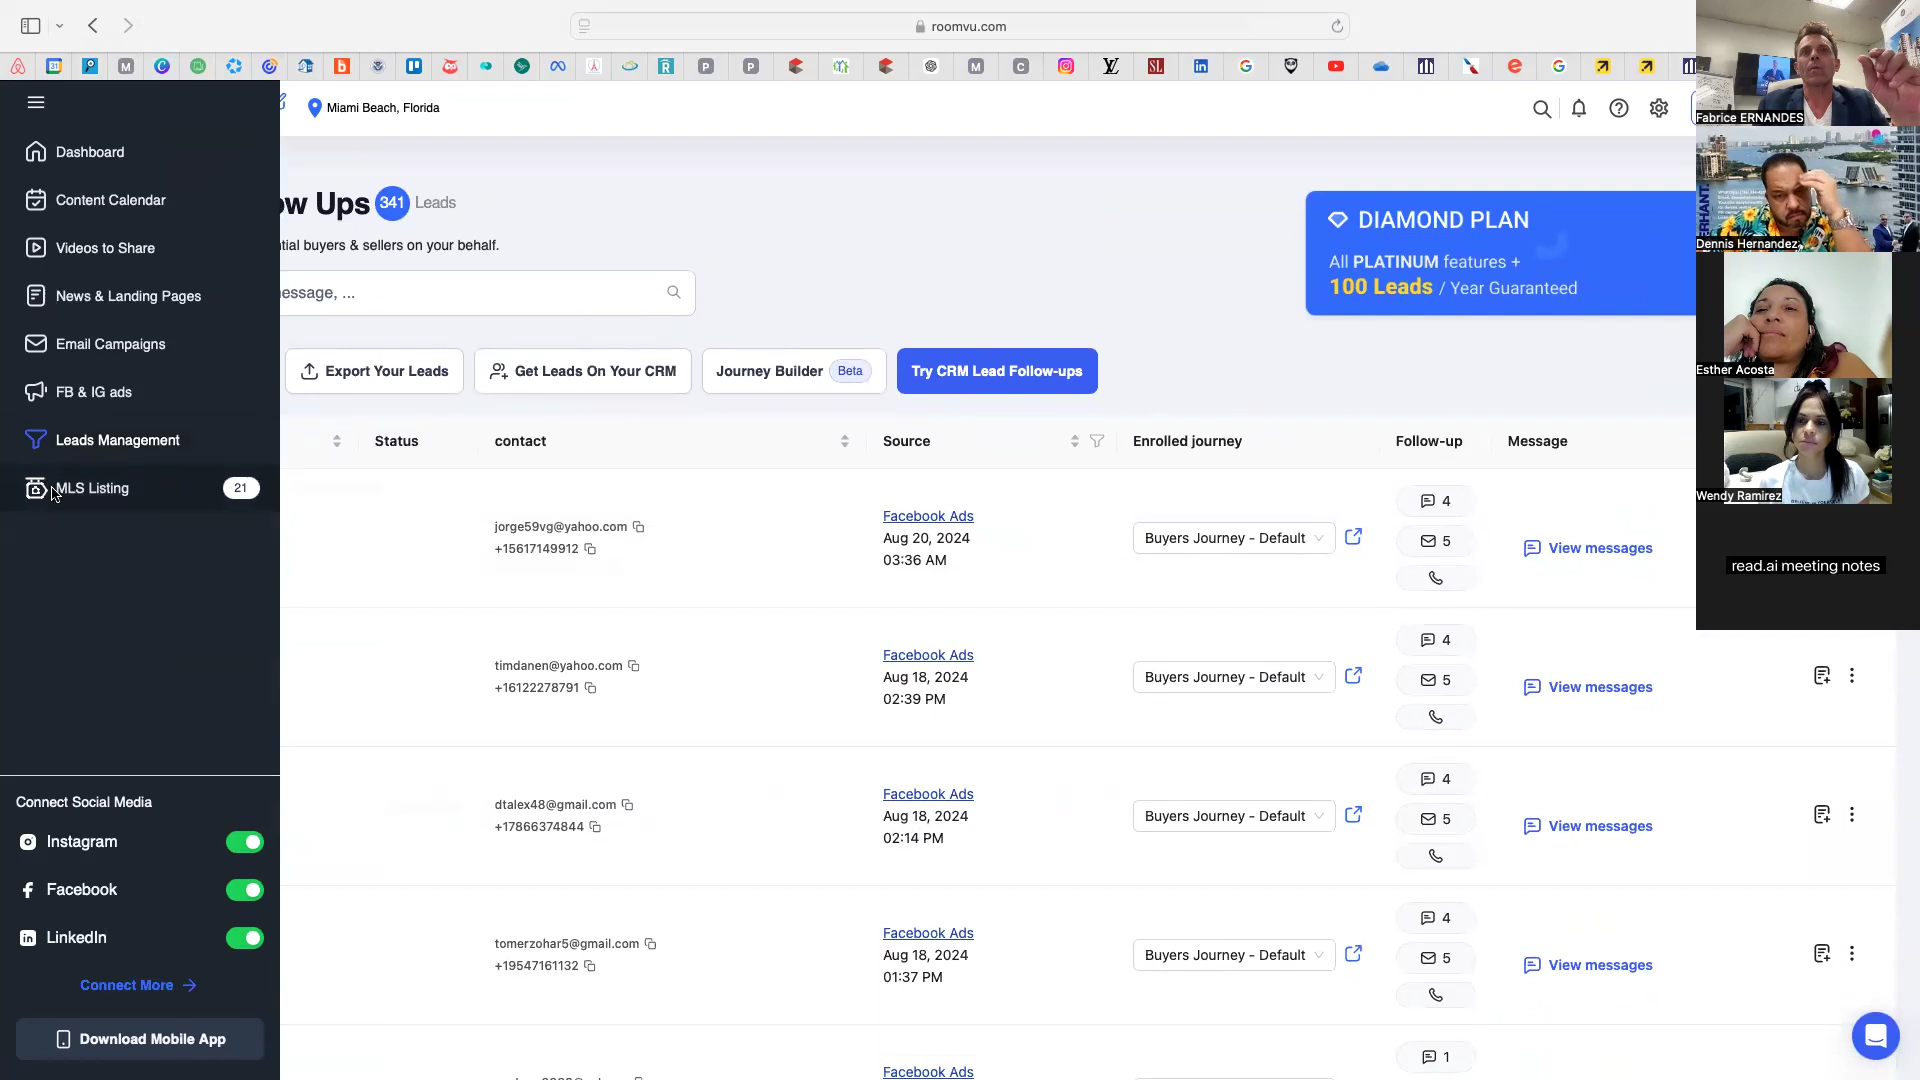 roomvu.com
Miami Beach, Florida
Dashboard
Content Calendar
Videos to Share
News & Landing Pages
Email Campaigns
FB & IG ads
Leads Management
MLS Listing
21
Connect Social Media
Instagram
Facebook
LinkedIn
Connect More
Download Mobile App
ow Ups 341 Leads
ntial buyers & sellers on your behalf.
essage, ...
DIAMOND PLAN
All PLATINUM features +
100 Leads / Year Guaranteed
Export Your Leads
Get Leads On Your CRM
Journey Builder Beta
Try CRM Lead Follow-ups
Status contact Source Enrolled journey Follow-up Message
jorge59vg@yahoo.com
+15617149912
Facebook Ads
Aug 20, 2024
03:36 AM
Buyers Journey - Default
4
5
View messages
timdanen@yahoo.com
+16122278791
Facebook Ads
Aug 18, 2024
02:39 PM
Buyers Journey - Default
4
5
View messages
dtalex48@gmail.com
+17866374844
Facebook Ads
Aug 18, 2024
02:14 PM
Buyers Journey - Default
4
5
View messages
tomerzohar5@gmail.com
+19547161132
Facebook Ads
Aug 18, 2024
01:37 PM
Buyers Journey - Default
4
5
View messages
Facebook Ads
1
Fabrice ERNANDES
Dennis Hernandez
Esther Acosta
Wendy Ramirez
read.ai meeting notes